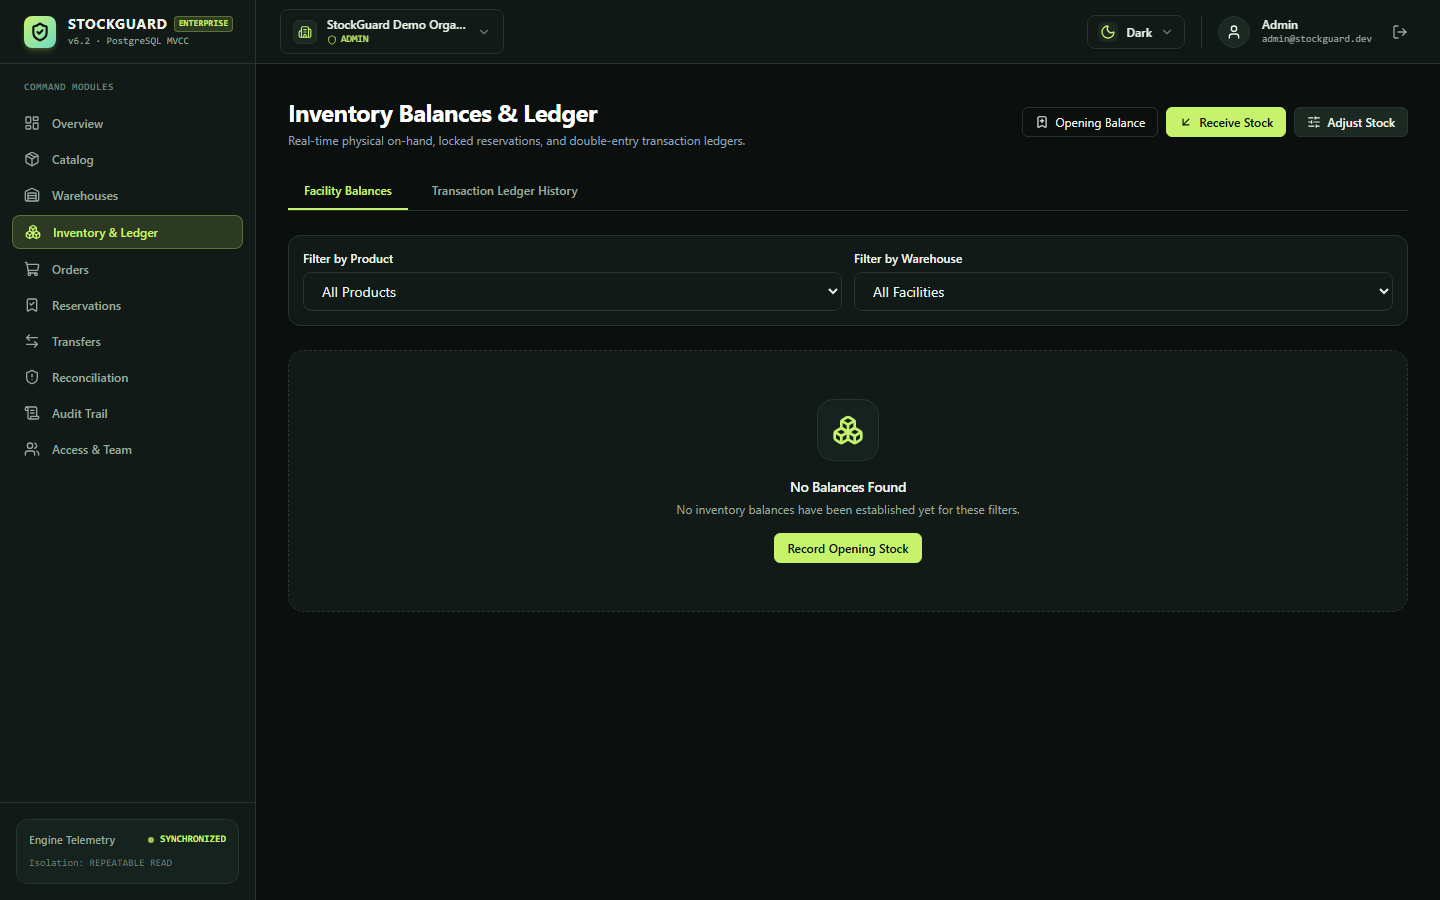 STOCKGUARD ENTERPRISE
v6.2 · PostgreSQL MVCC
StockGuard Demo Orga...
ADMIN
Dark
Admin
admin@stockguard.dev
COMMAND MODULES
Overview
Catalog
Warehouses
Inventory & Ledger
Orders
Reservations
Transfers
Reconciliation
Audit Trail
Access & Team
Engine Telemetry
SYNCHRONIZED
Isolation: REPEATABLE READ
Inventory Balances & Ledger
Real-time physical on-hand, locked reservations, and double-entry transaction ledgers.
Opening Balance
Receive Stock
Adjust Stock
Facility Balances
Transaction Ledger History
Filter by Product
All Products
Filter by Warehouse
All Facilities
No Balances Found
No inventory balances have been established yet for these filters.
Record Opening Stock